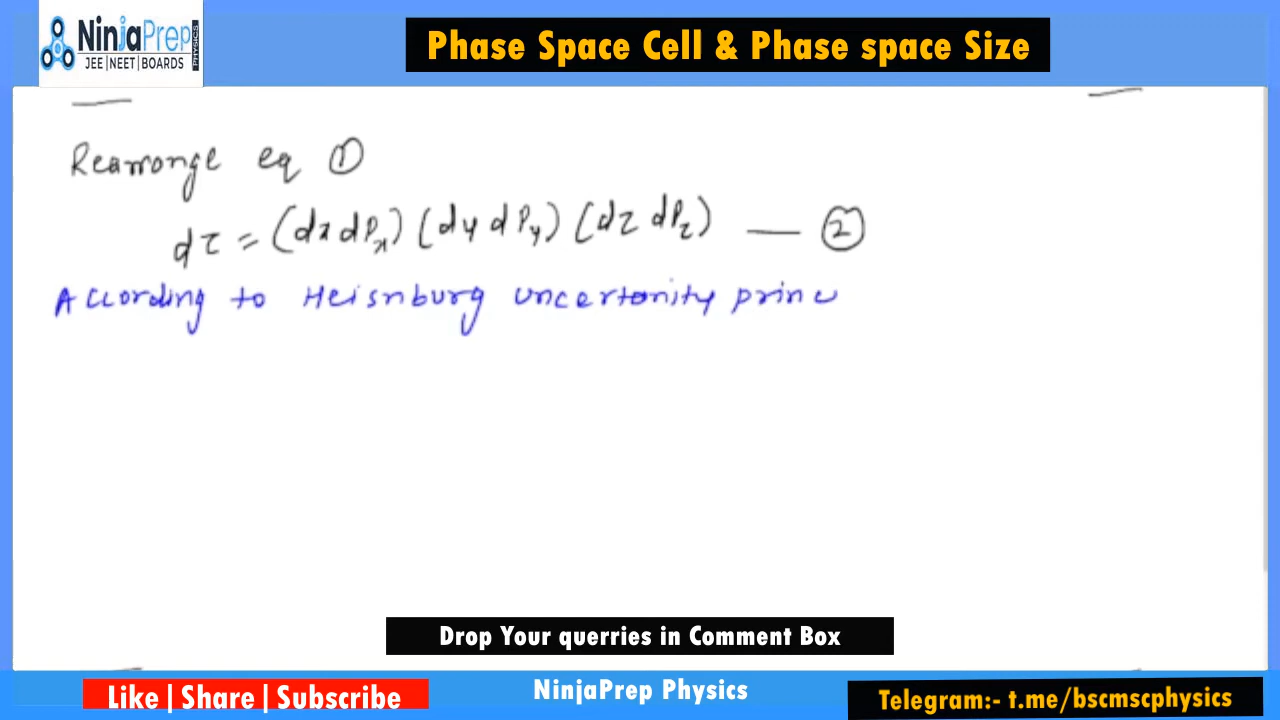 NinjaPrep
PHYSICS
JEE | NEET | BOARDS
Phase Space Cell & Phase space Size
Rearronge eq ①
dτ = (dx dPx) (dy dPy) (dz dPz) — ②
According to Heisnburg uncertonity princ
Drop Your querries in Comment Box
Like | Share | Subscribe
NinjaPrep Physics
Telegram:- t.me/bscmscphysics